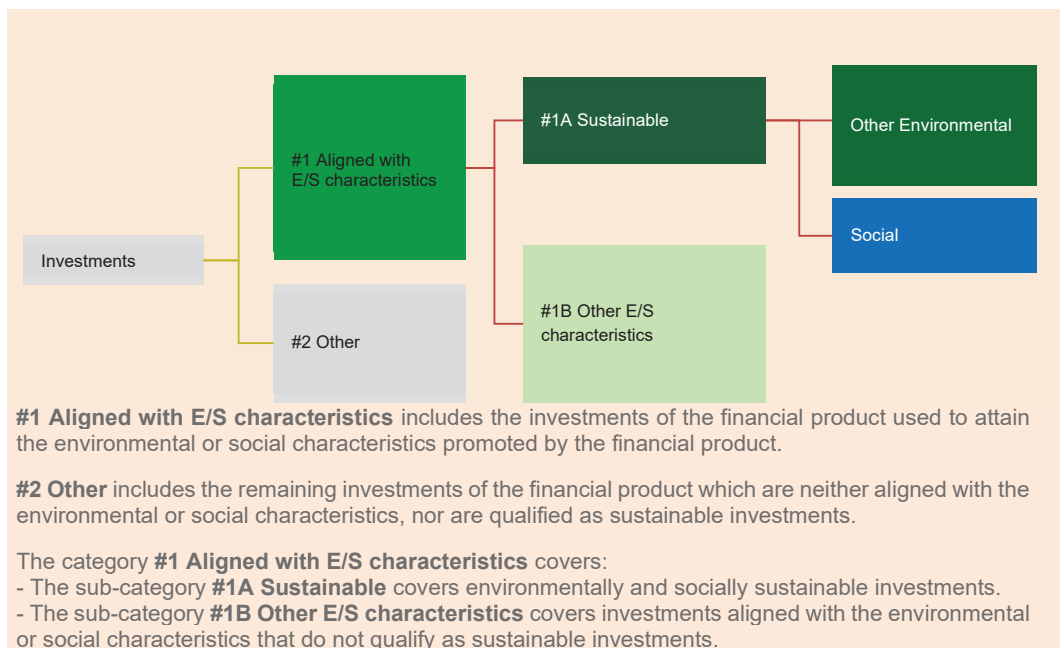 #1A Sustainable
Other Environmental
#1 Aligned with
E/S characteristics
Social
Investments
#1B Other E/S
characteristics
#2 Other
#1 Aligned with E/S characteristics includes the investments of the financial product used to attain
the environmental or social characteristics promoted by the financial product.
#2 Other includes the remaining investments of the financial product which are neither aligned with the
environmental or social characteristics, nor are qualified as sustainable investments.
The category #1 Aligned with E/S characteristics covers:
- The sub-category #1A Sustainable covers environmentally and socially sustainable investments.
- The sub-category #1B Other E/S characteristics covers investments aligned with the environmental
or social characteristics that do not qualify as sustainable investments.